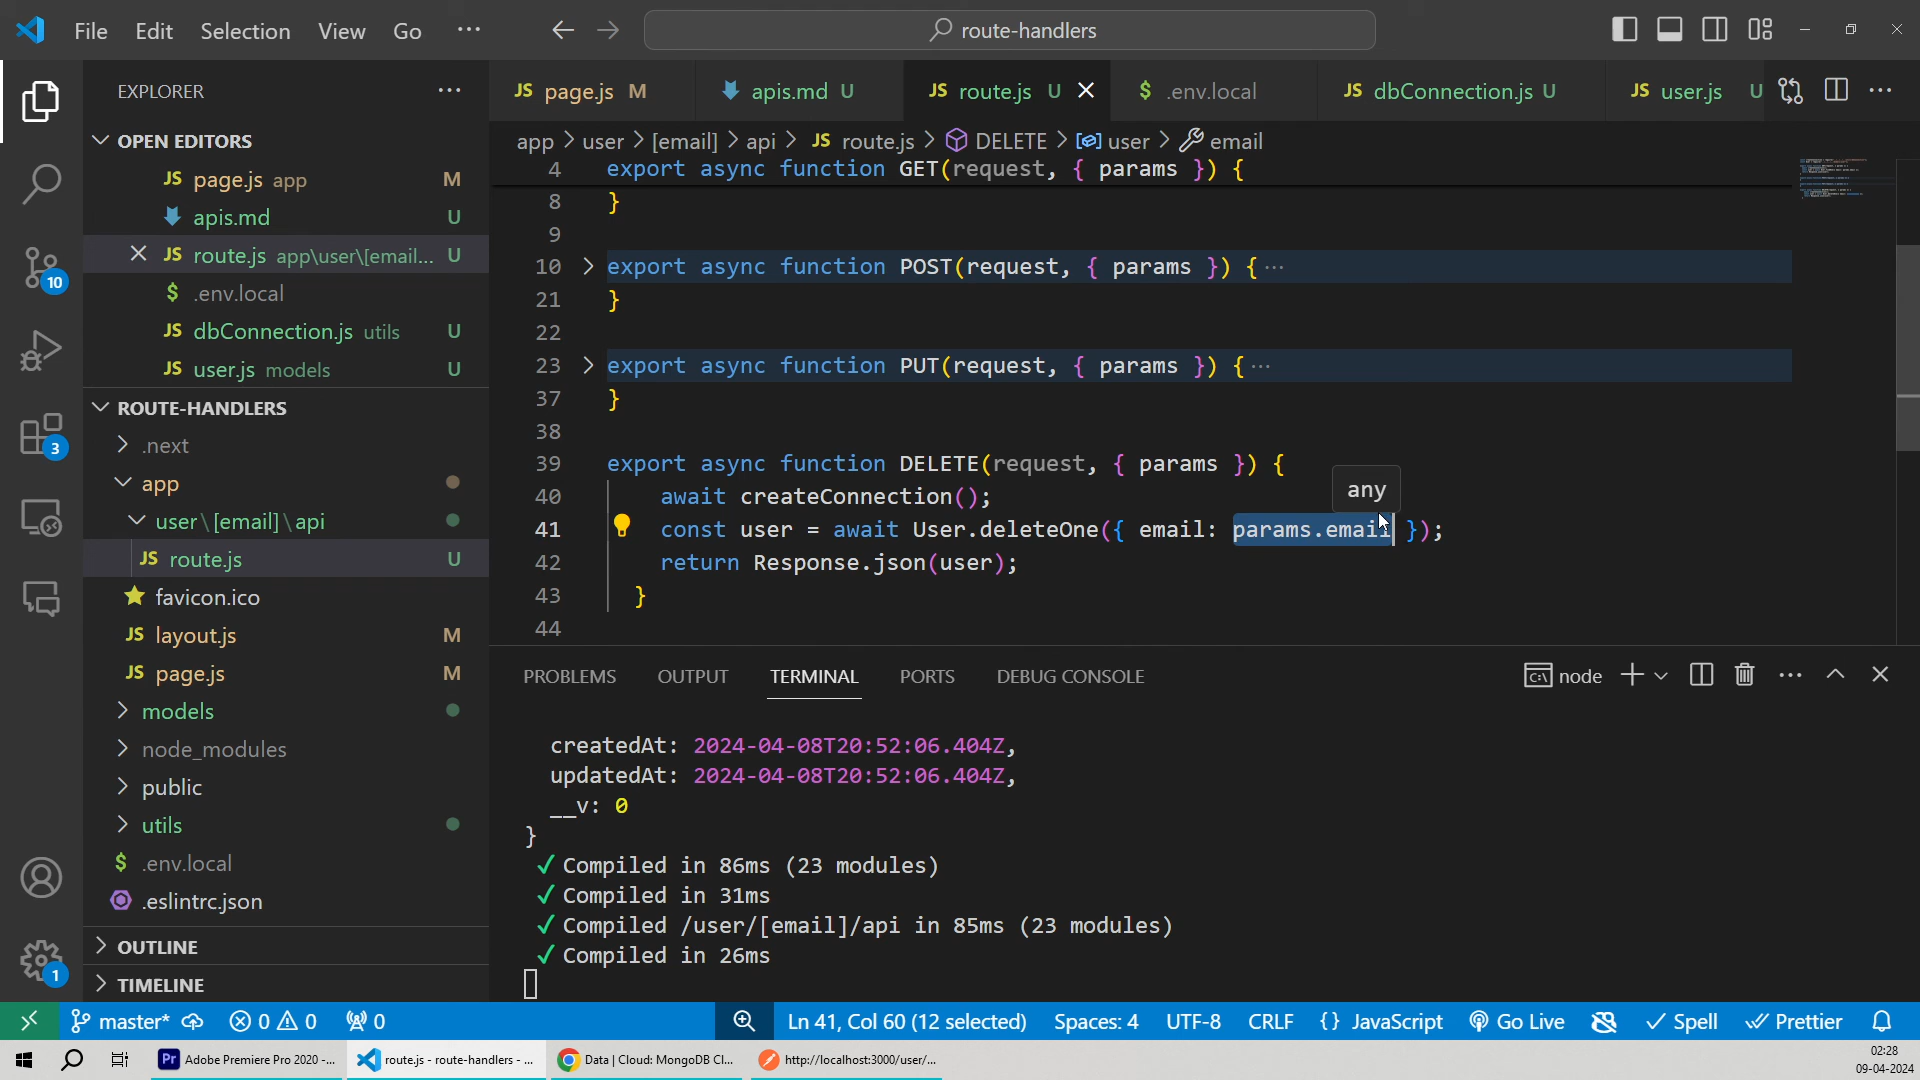 File Edit Selection View Go ··· route-handlers
EXPLORER ···
JS page.js M apis.md U JS route.js U $ .env.local JS dbConnection.js U JS user.js U ···
OPEN EDITORS
app > user > [email] > api > JS route.js > DELETE > user > email
JS page.js app M
apis.md U
JS route.js app\user\[email... U
$ .env.local
JS dbConnection.js utils U
JS user.js models U
ROUTE-HANDLERS
.next
app
user\[email]\api
JS route.js U
favicon.ico
JS layout.js M
JS page.js M
models
node_modules
public
utils
$ .env.local
.eslintrc.json
OUTLINE
TIMELINE
10
3
1
4 export async function GET(request, { params }) {
8 }
9
10 > export async function POST(request, { params }) {···
21 }
22
23 > export async function PUT(request, { params }) {···
37 }
38
39 export async function DELETE(request, { params }) {
any
40 await createConnection();
41 const user = await User.deleteOne({ email: params.email });
42 return Response.json(user);
43 }
44
PROBLEMS OUTPUT TERMINAL PORTS DEBUG CONSOLE node ···
createdAt: 2024-04-08T20:52:06.404Z,
updatedAt: 2024-04-08T20:52:06.404Z,
__v: 0
}
✓ Compiled in 86ms (23 modules)
✓ Compiled in 31ms
✓ Compiled /user/[email]/api in 85ms (23 modules)
✓ Compiled in 26ms
master* 0 0 0 Ln 41, Col 60 (12 selected) Spaces: 4 UTF-8 CRLF {} JavaScript Go Live Spell Prettier
Pr Adobe Premiere Pro 2020 -... route.js - route-handlers - ... Data | Cloud: MongoDB Cl... http://localhost:3000/user/...
02:28
09-04-2024